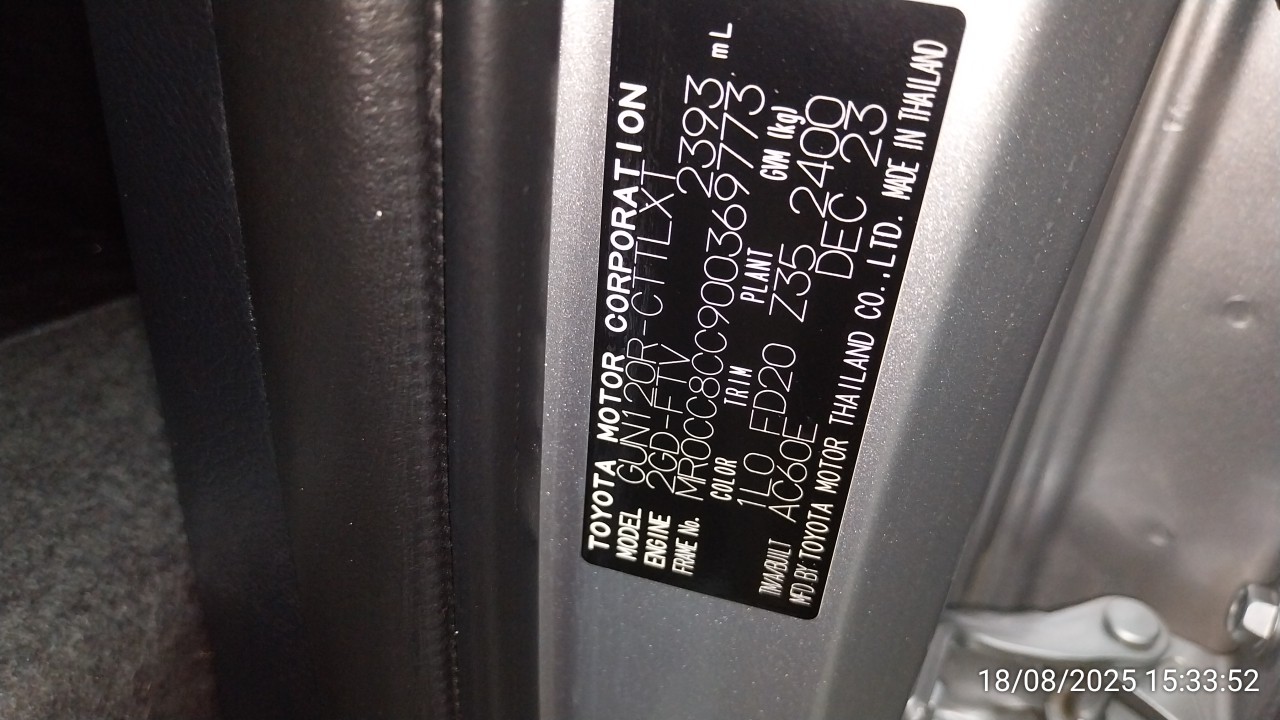 TOYOTA MOTOR CORPORATION
MODEL GUN120R-CTTLXT
ENGINE 2GD-FTV 2393 mL
FRAME No. MR0CC8CC900369773
COLOR TRIM PLANT GVM (kg)
1L0 FD20 Z35 2400
TM/A/BUILT AC60E DEC 23
MFD.BY:TOYOTA MOTOR THAILAND CO.,LTD. MADE IN THAILAND
18/08/2025 15:33:52